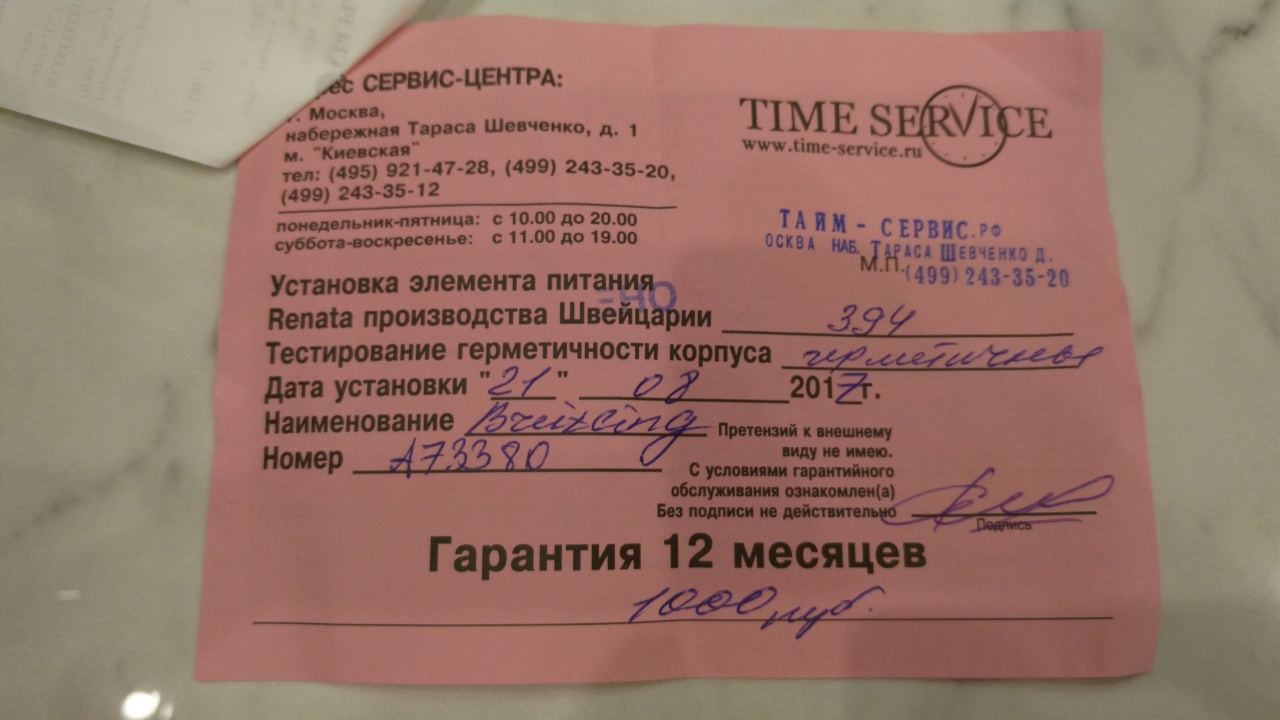 ес СЕРВИС-ЦЕНТРА:
г. Москва,
набережная Тараса Шевченко, д. 1
м. "Киевская"
тел: (495) 921-47-28, (499) 243-35-20,
(499) 243-35-12
понедельник-пятница: с 10.00 до 20.00
суббота-воскресенье: с 11.00 до 19.00
TIME SERVICE
www.time-service.ru
ТАЙМ - СЕРВИС.РФ
ОСКВА НАБ. ТАРАСА ШЕВЧЕНКО Д.
М.П. (499) 243-35-20
Установка элемента питания
Renata производства Швейцарии 394
Тестирование герметичности корпуса герметичные
Дата установки "21" 08 2017г.
Наименование
Номер A73380
Претензий к внешнему
виду не имею.
С условиями гарантийного
обслуживания ознакомлен(а)
Без подписи не действительно
Подпись
Гарантия 12 месяцев
1000 руб.